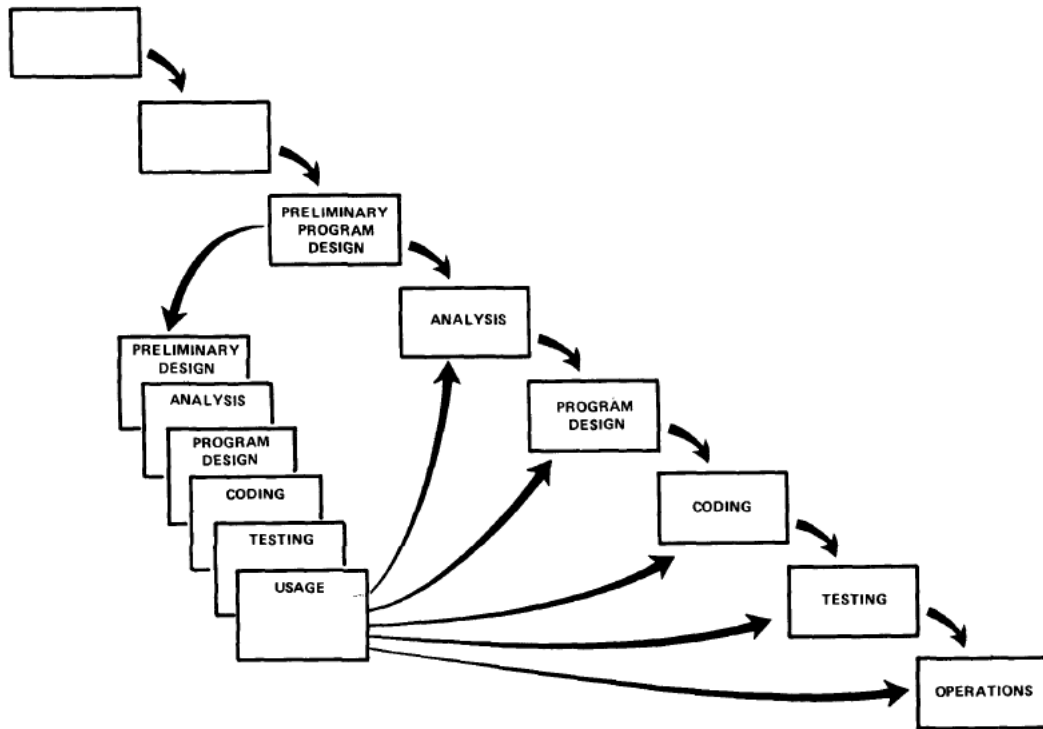 PRELIMINARY
PROGRAM
DESIGN
ANALYSIS
PRELIMINARY
DESIGN
ANALYSIS
PROGRAM
DESIGN
CODING
TESTING
USAGE
PROGRAM
DESIGN
CODING
TESTING
OPERATIONS